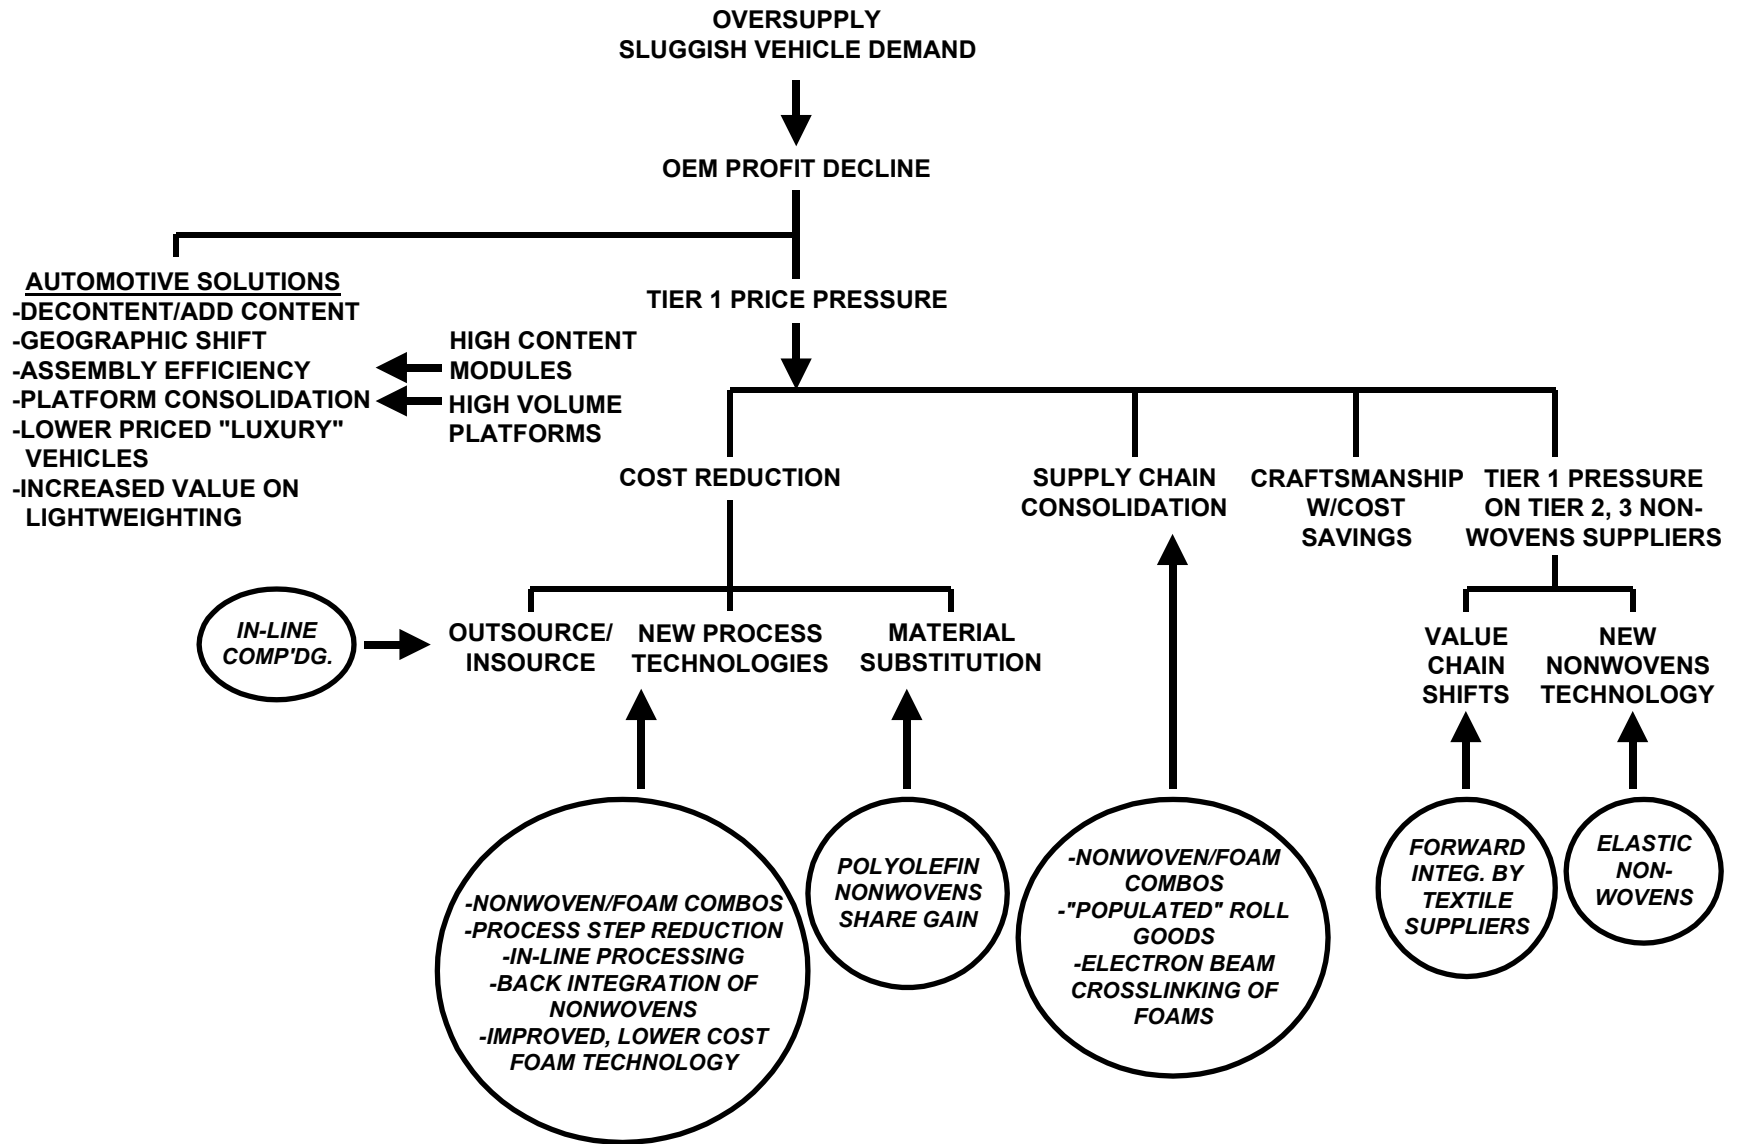 OVERSUPPLY
SLUGGISH VEHICLE DEMAND
OEM PROFIT DECLINE
AUTOMOTIVE SOLUTIONS
-DECONTENT/ADD CONTENT
-GEOGRAPHIC SHIFT
-ASSEMBLY EFFICIENCY
-PLATFORM CONSOLIDATION
-LOWER PRICED "LUXURY"
VEHICLES
-INCREASED VALUE ON
LIGHTWEIGHTING
HIGH CONTENT
MODULES
HIGH VOLUME
PLATFORMS
TIER 1 PRICE PRESSURE
COST REDUCTION
SUPPLY CHAIN
CONSOLIDATION
CRAFTSMANSHIP
W/COST
SAVINGS
TIER 1 PRESSURE
ON TIER 2, 3 NON-
WOVENS SUPPLIERS
IN-LINE
COMP'DG.
OUTSOURCE/
INSOURCE
NEW PROCESS
TECHNOLOGIES
MATERIAL
SUBSTITUTION
VALUE
CHAIN
SHIFTS
NEW
NONWOVENS
TECHNOLOGY
-NONWOVEN/FOAM COMBOS
-PROCESS STEP REDUCTION
-IN-LINE PROCESSING
-BACK INTEGRATION OF
NONWOVENS
-IMPROVED, LOWER COST
FOAM TECHNOLOGY
POLYOLEFIN
NONWOVENS
SHARE GAIN
-NONWOVEN/FOAM
COMBOS
-"POPULATED" ROLL
GOODS
-ELECTRON BEAM
CROSSLINKING OF
FOAMS
FORWARD
INTEG. BY
TEXTILE
SUPPLIERS
ELASTIC
NON-
WOVENS